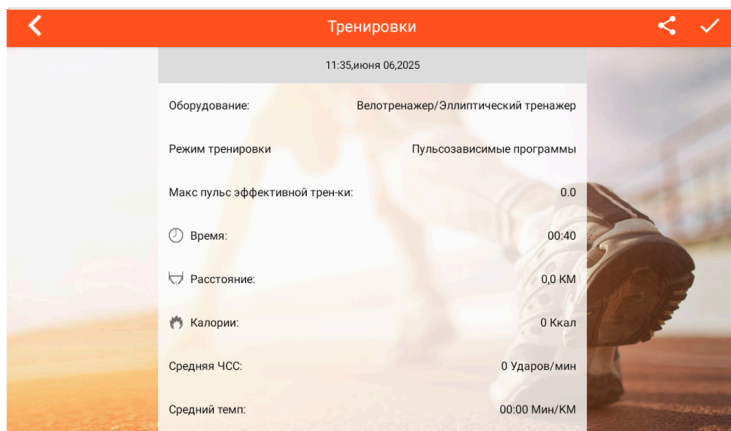 Тренировки
11:35,июня 06,2025
Оборудование: Велотренажер/Эллиптический тренажер
Режим тренировки Пульсозависимые программы
Макс пульс эффективной трен-ки: 0.0
Время: 00:40
Расстояние: 0,0 КМ
Калории: 0 Ккал
Средняя ЧСС: 0 Ударов/мин
Средний темп: 00:00 Мин/КМ